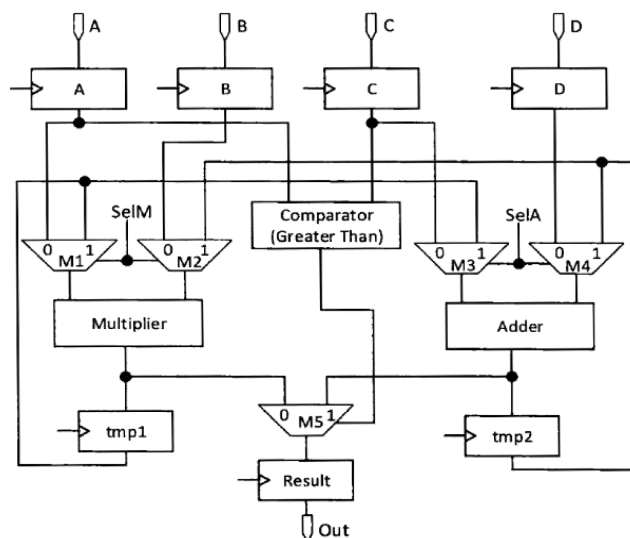 A B C D
A B C D
SelM SelA
Comparator
(Greater Than)
0 1 0 1 0 1 0 1
M1 M2 M3 M4
Multiplier Adder
0 1
M5
tmp1 tmp2
Result
Out